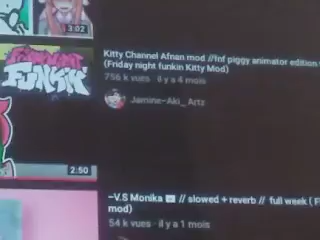 3:02
Kitty Channel Afnan mod //Inf piggy animator edition
(Friday night funkin Kitty Mod)
756 k vues · il y a 4 mois
Jamine-Aki_Artz
FRIDAY NIGHT
FUNKIN
2:50
–V.S Monika // slowed + reverb // full week ( F
mod)
54 k vues · il y a 1 mois